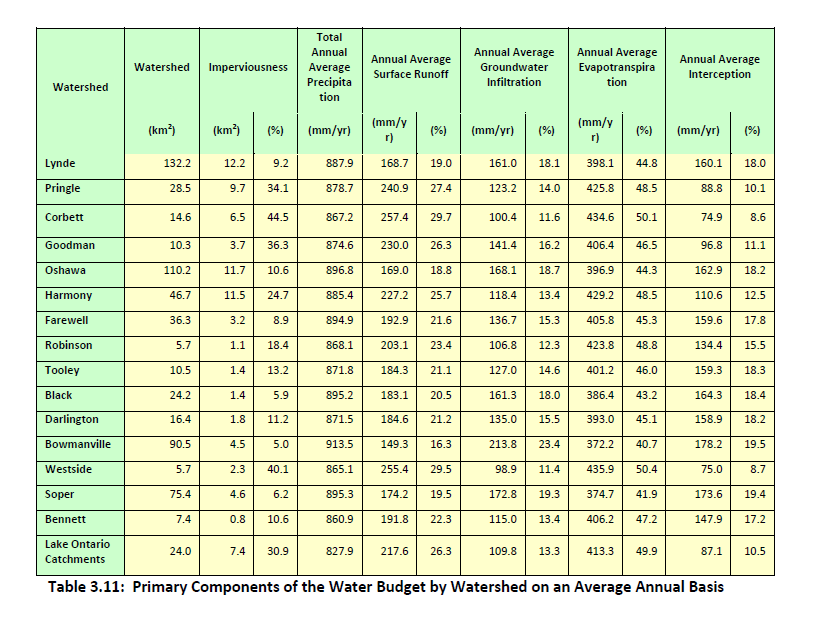 Watershed | Watershed | Imperviousness | Total Annual Average Precipita tion | Annual Average Surface Runoff | Annual Average Groundwater Infiltration | Annual Average Evapotranspira tion | Annual Average Interception
(km²) | (km²) | (%) | (mm/yr) | (mm/y r) | (%) | (mm/yr) | (%) | (mm/y r) | (%) | (mm/yr) | (%)
Lynde | 132.2 | 12.2 | 9.2 | 887.9 | 168.7 | 19.0 | 161.0 | 18.1 | 398.1 | 44.8 | 160.1 | 18.0
Pringle | 28.5 | 9.7 | 34.1 | 878.7 | 240.9 | 27.4 | 123.2 | 14.0 | 425.8 | 48.5 | 88.8 | 10.1
Corbett | 14.6 | 6.5 | 44.5 | 867.2 | 257.4 | 29.7 | 100.4 | 11.6 | 434.6 | 50.1 | 74.9 | 8.6
Goodman | 10.3 | 3.7 | 36.3 | 874.6 | 230.0 | 26.3 | 141.4 | 16.2 | 406.4 | 46.5 | 96.8 | 11.1
Oshawa | 110.2 | 11.7 | 10.6 | 896.8 | 169.0 | 18.8 | 168.1 | 18.7 | 396.9 | 44.3 | 162.9 | 18.2
Harmony | 46.7 | 11.5 | 24.7 | 885.4 | 227.2 | 25.7 | 118.4 | 13.4 | 429.2 | 48.5 | 110.6 | 12.5
Farewell | 36.3 | 3.2 | 8.9 | 894.9 | 192.9 | 21.6 | 136.7 | 15.3 | 405.8 | 45.3 | 159.6 | 17.8
Robinson | 5.7 | 1.1 | 18.4 | 868.1 | 203.1 | 23.4 | 106.8 | 12.3 | 423.8 | 48.8 | 134.4 | 15.5
Tooley | 10.5 | 1.4 | 13.2 | 871.8 | 184.3 | 21.1 | 127.0 | 14.6 | 401.2 | 46.0 | 159.3 | 18.3
Black | 24.2 | 1.4 | 5.9 | 895.2 | 183.1 | 20.5 | 161.3 | 18.0 | 386.4 | 43.2 | 164.3 | 18.4
Darlington | 16.4 | 1.8 | 11.2 | 871.5 | 184.6 | 21.2 | 135.0 | 15.5 | 393.0 | 45.1 | 158.9 | 18.2
Bowmanville | 90.5 | 4.5 | 5.0 | 913.5 | 149.3 | 16.3 | 213.8 | 23.4 | 372.2 | 40.7 | 178.2 | 19.5
Westside | 5.7 | 2.3 | 40.1 | 865.1 | 255.4 | 29.5 | 98.9 | 11.4 | 435.9 | 50.4 | 75.0 | 8.7
Soper | 75.4 | 4.6 | 6.2 | 895.3 | 174.2 | 19.5 | 172.8 | 19.3 | 374.7 | 41.9 | 173.6 | 19.4
Bennett | 7.4 | 0.8 | 10.6 | 860.9 | 191.8 | 22.3 | 115.0 | 13.4 | 406.2 | 47.2 | 147.9 | 17.2
Lake Ontario Catchments | 24.0 | 7.4 | 30.9 | 827.9 | 217.6 | 26.3 | 109.8 | 13.3 | 413.3 | 49.9 | 87.1 | 10.5
Table 3.11: Primary Components of the Water Budget by Watershed on an Average Annual Basis